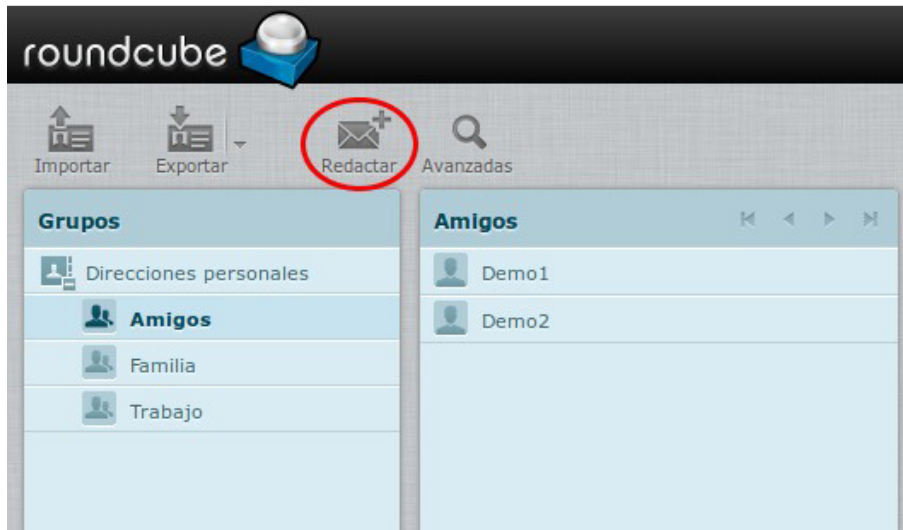 roundcube
Importar Exportar Redactar Avanzadas
Grupos
Direcciones personales
Amigos
Familia
Trabajo
Amigos
Demo1
Demo2